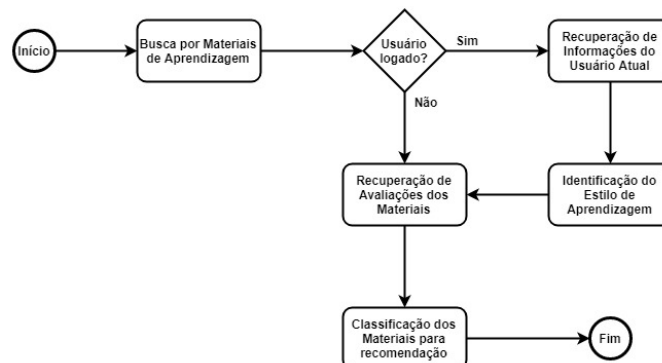 Início
Busca por Materiais
de Aprendizagem
Usuário
logado?
Sim
Recuperação de
Informações do
Usuário Atual
Não
Recuperação de
Avaliações dos
Materiais
Identificação do
Estilo de
Aprendizagem
Classificação dos
Materiais para
recomendação
Fim